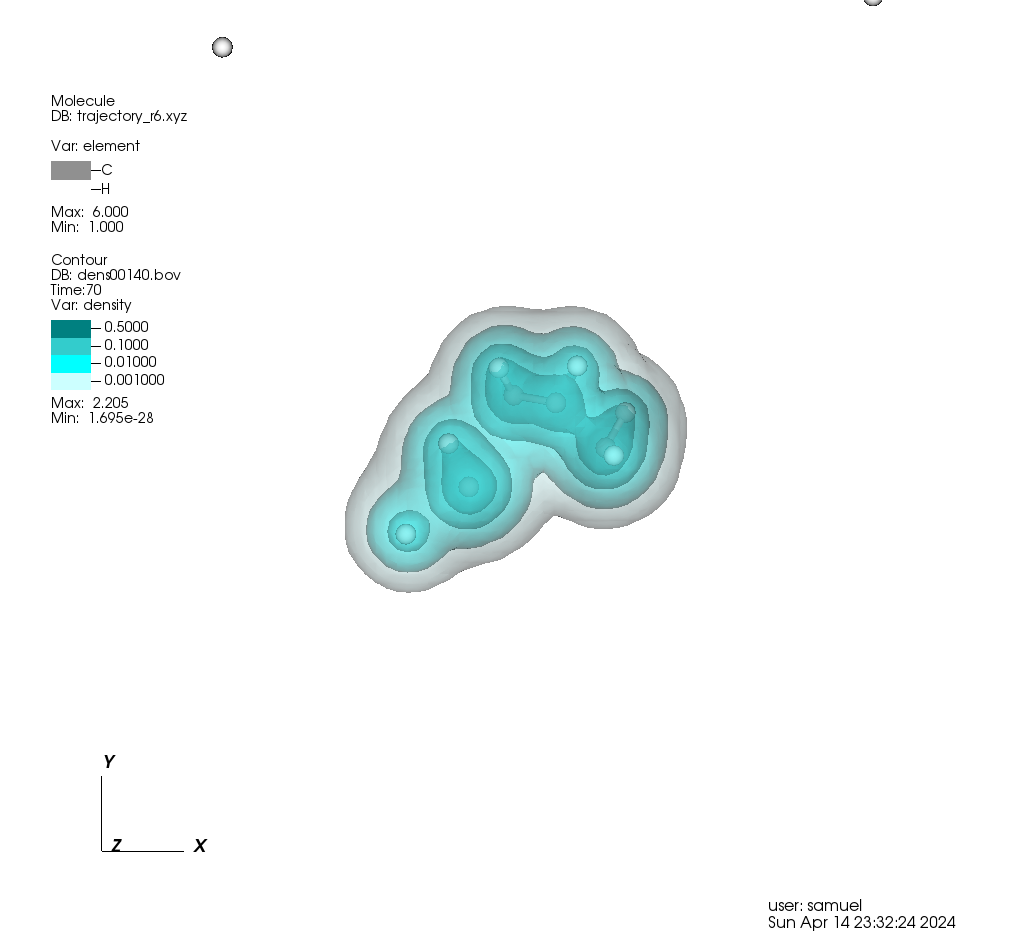 Molecule
DB: trajectory_r6.xyz
Var: element
C
H
Max: 6.000
Min: 1.000
Contour
DB: dens00140.bov
Time:70
Var: density
0.5000
0.1000
0.01000
0.001000
Max: 2.205
Min: 1.695e-28
Y
Z X
user: samuel
Sun Apr 14 23:32:24 2024